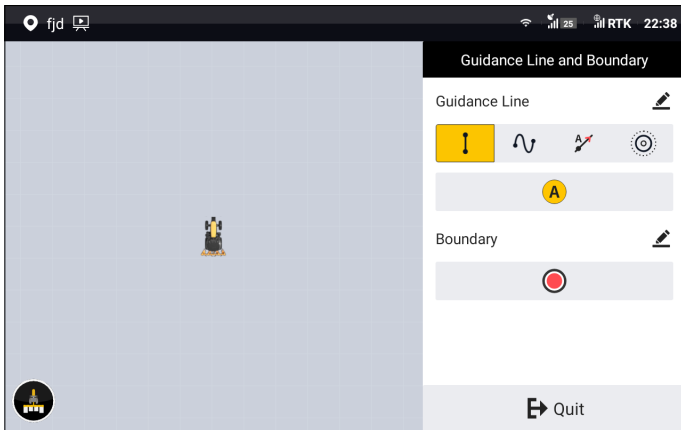 fjd
25
RTK 22:38
Guidance Line and Boundary
Guidance Line
A
A
Boundary
Quit